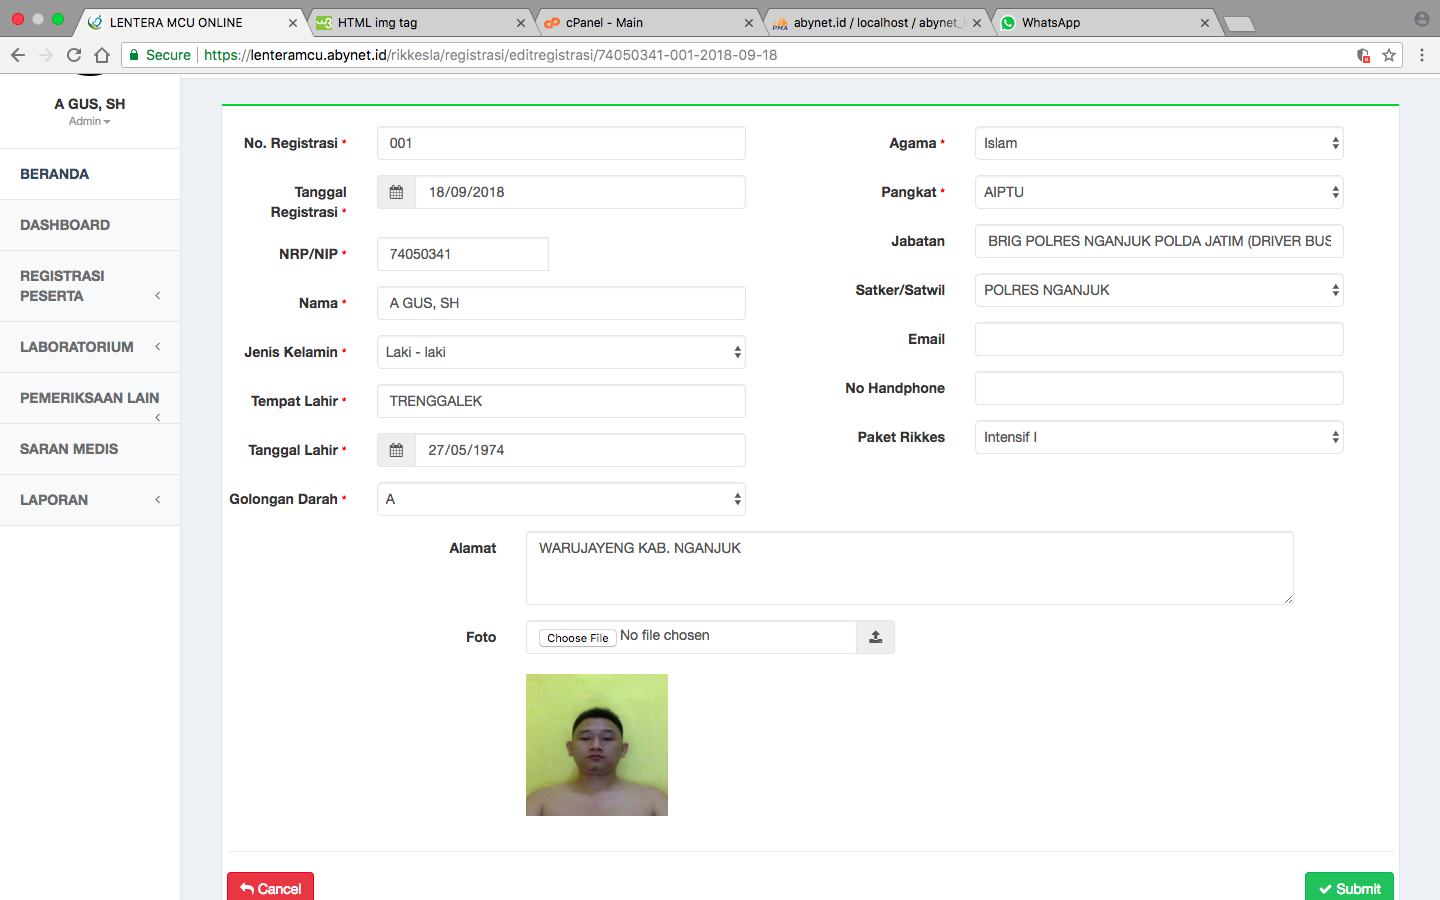 LENTERA MCU ONLINE
HTML img tag
cPanel - Main
abynet.id / localhost / abynet_
WhatsApp
Secure
https://lenteramcu.abynet.id/rikkesla/registrasi/editregistrasi/74050341-001-2018-09-18
A GUS, SH
Admin
BERANDA
DASHBOARD
REGISTRASI
PESERTA
LABORATORIUM
PEMERIKSAAN LAIN
SARAN MEDIS
LAPORAN
No. Registrasi *
001
Tanggal
Registrasi *
18/09/2018
NRP/NIP *
74050341
Nama *
A GUS, SH
Jenis Kelamin *
Laki - laki
Tempat Lahir *
TRENGGALEK
Tanggal Lahir *
27/05/1974
Golongan Darah *
A
Agama *
Islam
Pangkat *
AIPTU
Jabatan
BRIG POLRES NGANJUK POLDA JATIM (DRIVER BUS
Satker/Satwil
POLRES NGANJUK
Email
No Handphone
Paket Rikkes
Intensif I
Alamat
WARUJAYENG KAB. NGANJUK
Foto
Choose File No file chosen
Cancel
Submit